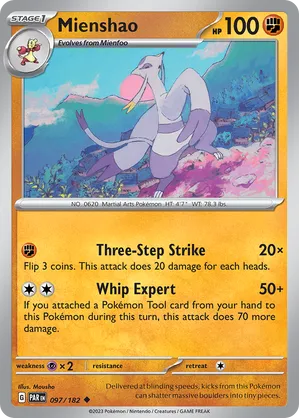 STAGE 1 Mienshao HP 100
Evolves from Mienfoo
NO. 0620 Martial Arts Pokémon HT: 4'7" WT: 78.3 lbs.
Three-Step Strike 20×
Flip 3 coins. This attack does 20 damage for each heads.
Whip Expert 50+
If you attached a Pokémon Tool card from your hand to
this Pokémon during this turn, this attack does 70 more
damage.
weakness ×2 resistance retreat
Illus. Mousho
Delivered at blinding speeds, kicks from this Pokémon
can shatter massive boulders into tiny pieces.
G PAR EN 097/182
©2023 Pokémon / Nintendo / Creatures / GAME FREAK